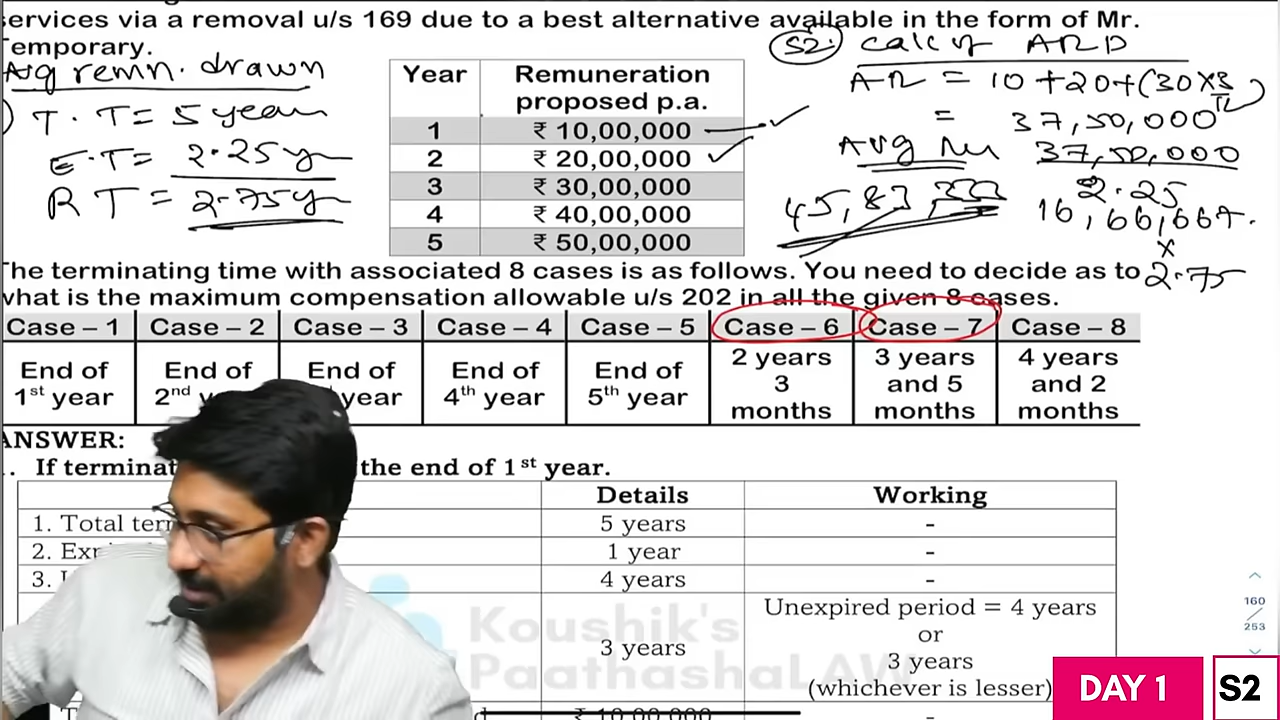 services via a removal u/s 169 due to a best alternative available in the form of Mr.
Temporary.
Avg remn. drawn
T.T = 5 years
E.T = 2.25 yr
R T = 2.75 yr
Year Remuneration proposed p.a.
1 ₹ 10,00,000
2 ₹ 20,00,000
3 ₹ 30,00,000
4 ₹ 40,00,000
5 ₹ 50,00,000
S2. calc of ARD
AR = 10 + 20 + (30 × 3/12)
= 37,50,000
Avg 37,50,000
2.25
16,66,667.
×
2.75
45,83,333
The terminating time with associated 8 cases is as follows. You need to decide as to
what is the maximum compensation allowable u/s 202 in all the given 8 cases.
Case – 1 Case – 2 Case – 3 Case – 4 Case – 5 Case – 6 Case – 7 Case – 8
End of 1st year End of 2nd End of year End of 4th year End of 5th year 2 years 3 months 3 years and 5 months 4 years and 2 months
ANSWER:
. If terminat the end of 1st year.
Details Working
1. Total ter 5 years -
2. Ex 1 year -
3. 4 years -
3 years Unexpired period = 4 years
or
3 years
(whichever is lesser)
₹ 10,00,000 -
Koushik's
PaathashaLAW
160
253
DAY 1 S2